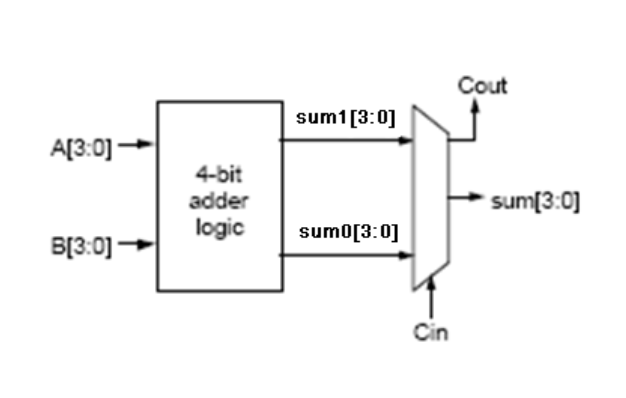 Cout
sum1[3:0]
A[3:0]
4-bit
adder
logic
sum[3:0]
sum0[3:0]
B[3:0]
Cin